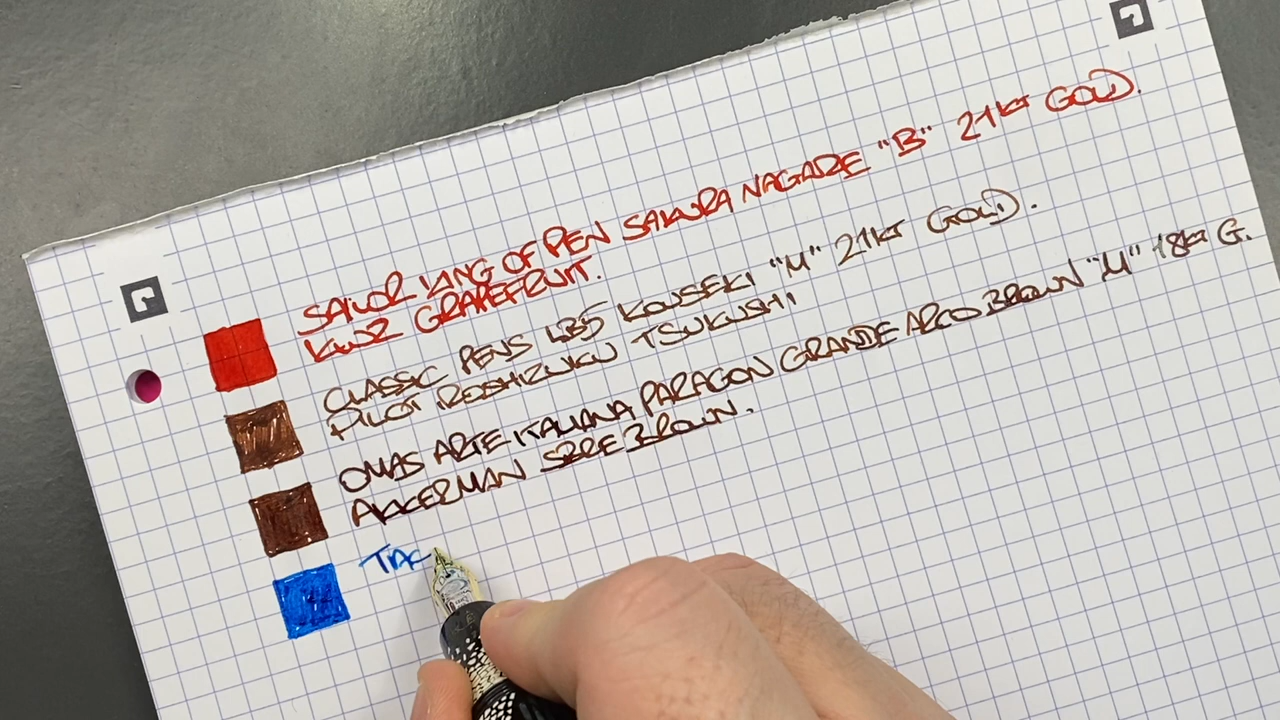 SAILOR KING OF PEN SAKURA NAGARE "B" 21KT GOLD.
KWZ GRAPEFRUIT.
CLASSIC PENS LB5 KOUSEKI "M" 21KT GOLD.
PILOT IROSHIZUKU TSUKUSHI
OMAS ARTE ITALIANA PARAGON GRANDE ARCO BROWN "M" 18KT G.
AKKERMAN SBRE BROWN.
TAC